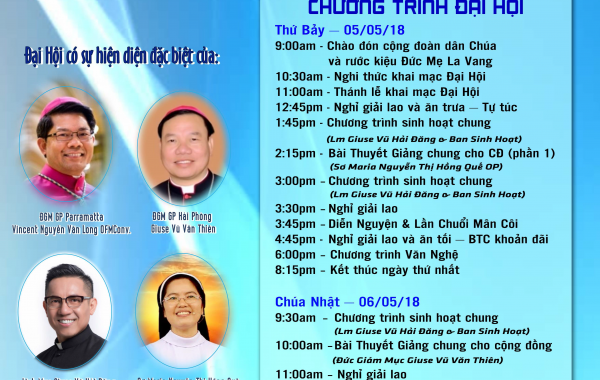 Đại Hội có sự hiện diện đặc biệt của:
ĐGM GP Parramatta
Vincent Nguyễn Văn Long OFMConv.
ĐGM GP Hải Phòng
Giuse Vũ Văn Thiên
CHƯƠNG TRÌNH ĐẠI HỘI
Thứ Bảy – 05/05/18
9:00am - Chào đón cộng đoàn dân Chúa
và rước kiệu Đức Mẹ La Vang
10:30am - Nghi thức khai mạc Đại Hội
11:00am - Thánh lễ khai mạc Đại Hội
12:45pm - Nghỉ giải lao và ăn trưa – Tự túc
1:45pm - Chương trình sinh hoạt chung
(Lm Giuse Vũ Hải Đăng & Ban Sinh Hoạt)
2:15pm - Bài Thuyết Giảng chung cho CĐ (phần 1)
(Sơ Maria Nguyễn Thị Hồng Quế OP)
3:00pm - Chương trình sinh hoạt chung
(Lm Giuse Vũ Hải Đăng & Ban Sinh Hoạt)
3:30pm - Nghỉ giải lao
3:45pm - Diễn Nguyện & Lần Chuỗi Mân Côi
4:45pm - Nghỉ giải lao và ăn tối – BTC khoản đãi
6:00pm - Chương trình Văn Nghệ
8:15pm - Kết thúc ngày thứ nhất
Chúa Nhật – 06/05/18
9:30am - Chương trình sinh hoạt chung
(Lm Giuse Vũ Hải Đăng & Ban Sinh Hoạt)
10:00am -Bài Thuyết Giảng chung cho cộng đồng
(Đức Giám Mục Giuse Vũ Văn Thiên)
11:00am - Nghỉ giải lao